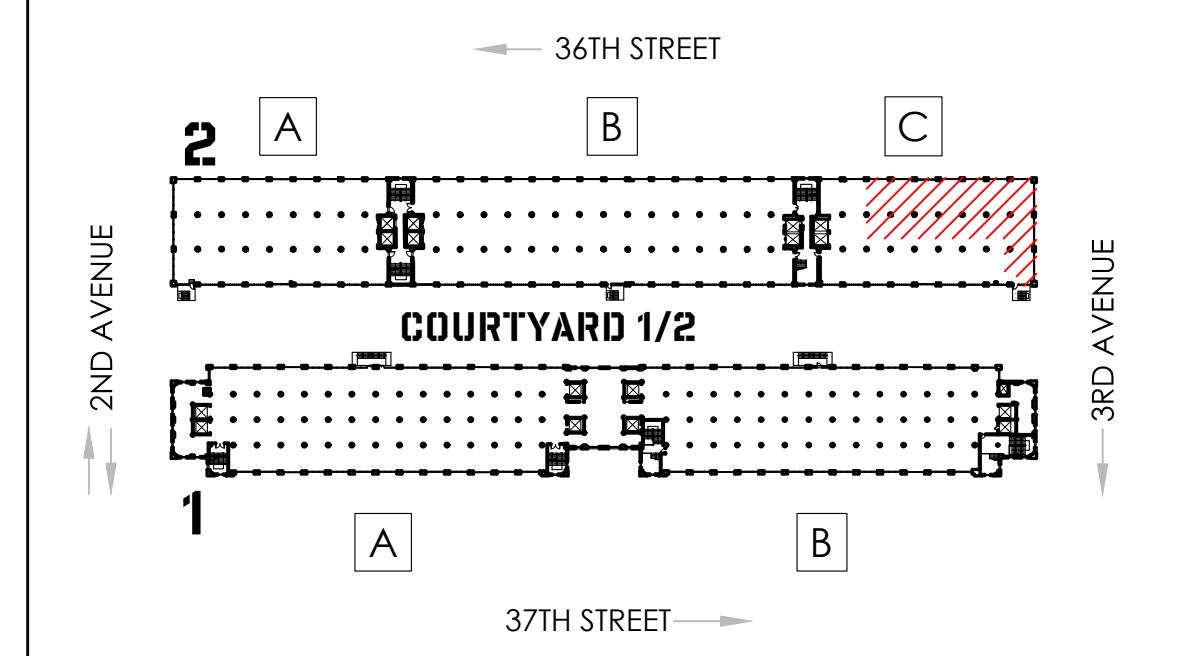 36TH STREET
A
B
C
2
2ND AVENUE
COURTYARD 1/2
3RD AVENUE
1
A
B
37TH STREET